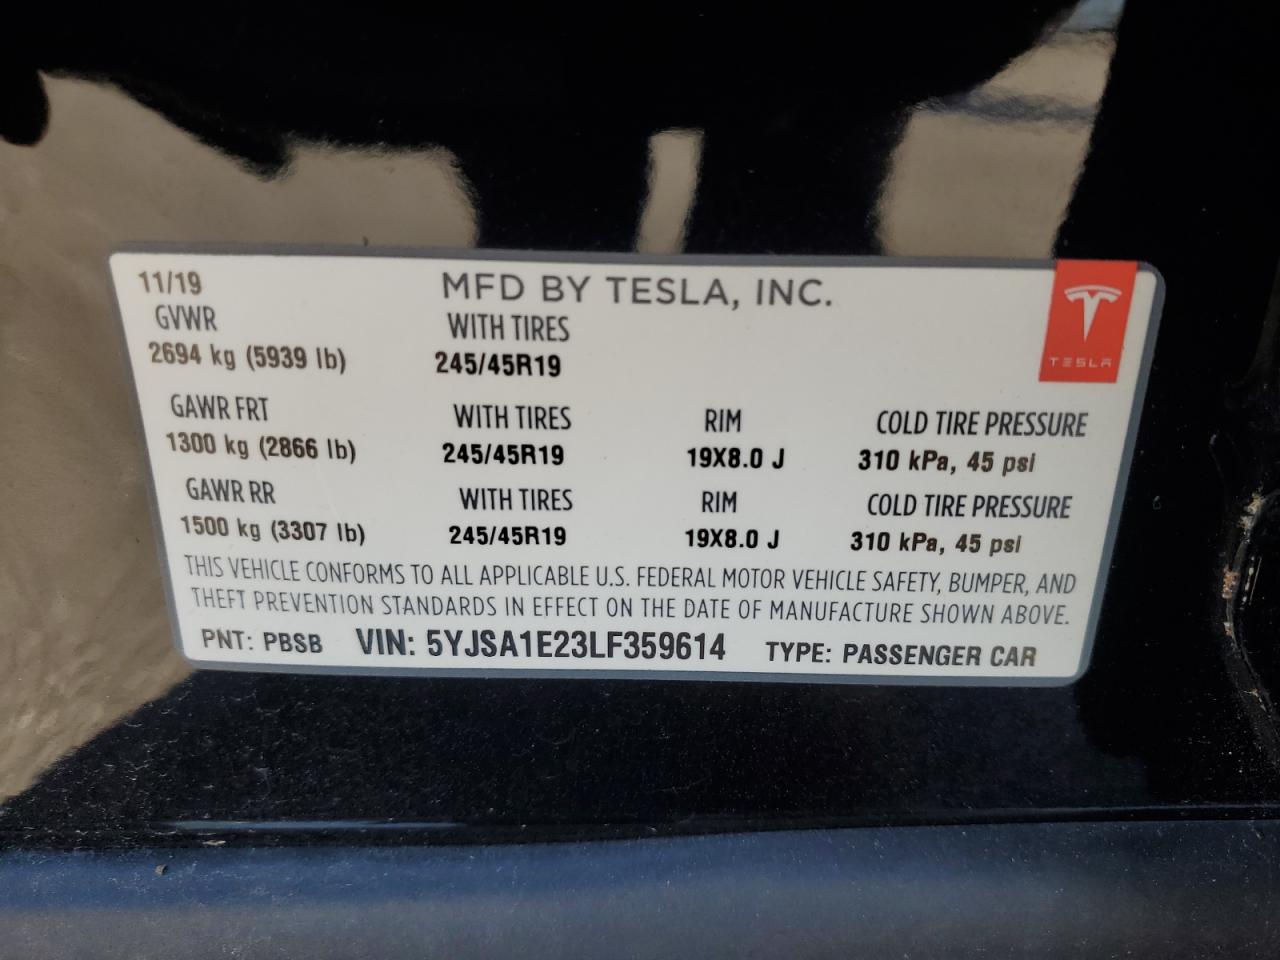 11/19 MFD BY TESLA, INC.
GVWR WITH TIRES
2694 kg (5939 lb) 245/45R19
TESLA
GAWR FRT WITH TIRES RIM COLD TIRE PRESSURE
1300 kg (2866 lb) 245/45R19 19X8.0 J 310 kPa, 45 psi
GAWR RR WITH TIRES RIM COLD TIRE PRESSURE
1500 kg (3307 lb) 245/45R19 19X8.0 J 310 kPa, 45 psi
THIS VEHICLE CONFORMS TO ALL APPLICABLE U.S. FEDERAL MOTOR VEHICLE SAFETY, BUMPER, AND
THEFT PREVENTION STANDARDS IN EFFECT ON THE DATE OF MANUFACTURE SHOWN ABOVE.
PNT: PBSB VIN: 5YJSA1E23LF359614 TYPE: PASSENGER CAR